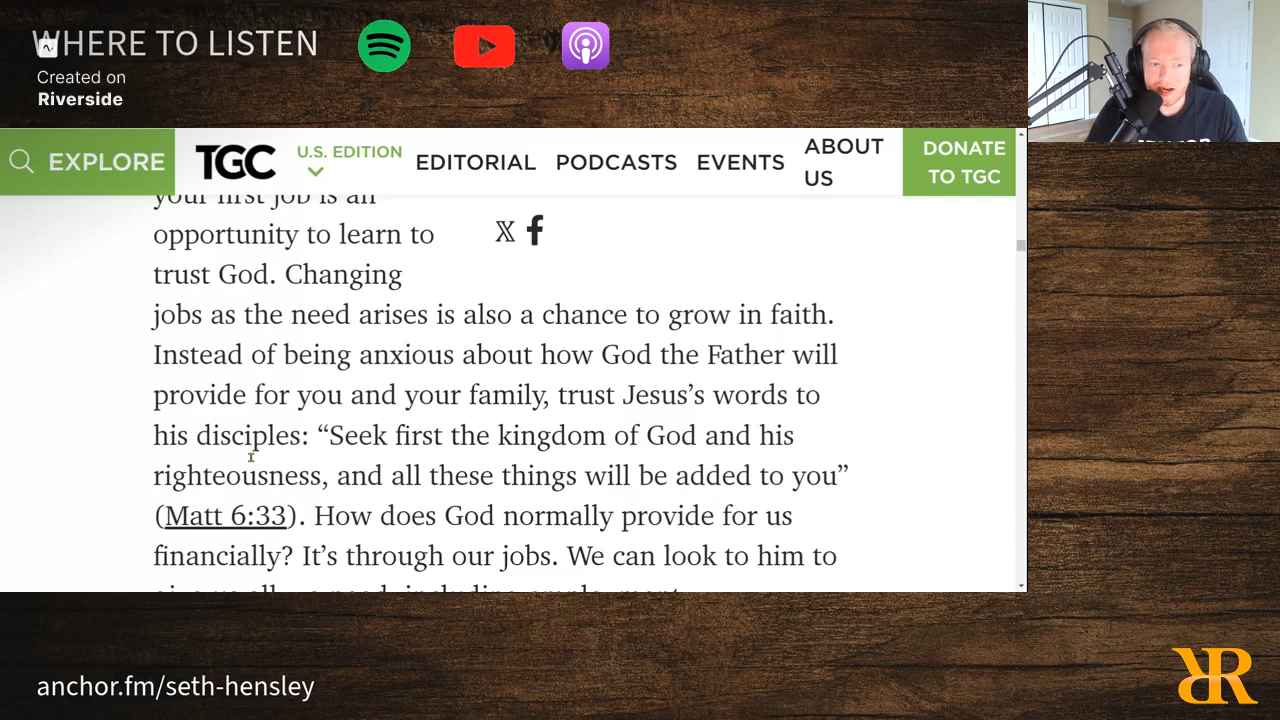 WHERE TO LISTEN
Created on
Riverside
EXPLORE
TGC
U.S. EDITION
EDITORIAL
PODCASTS
EVENTS
ABOUT
US
DONATE
TO TGC
your first job is an
opportunity to learn to
trust God. Changing
jobs as the need arises is also a chance to grow in faith.
Instead of being anxious about how God the Father will
provide for you and your family, trust Jesus’s words to
his disciples: “Seek first the kingdom of God and his
righteousness, and all these things will be added to you”
(Matt 6:33). How does God normally provide for us
financially? It’s through our jobs. We can look to him to
anchor.fm/seth-hensley